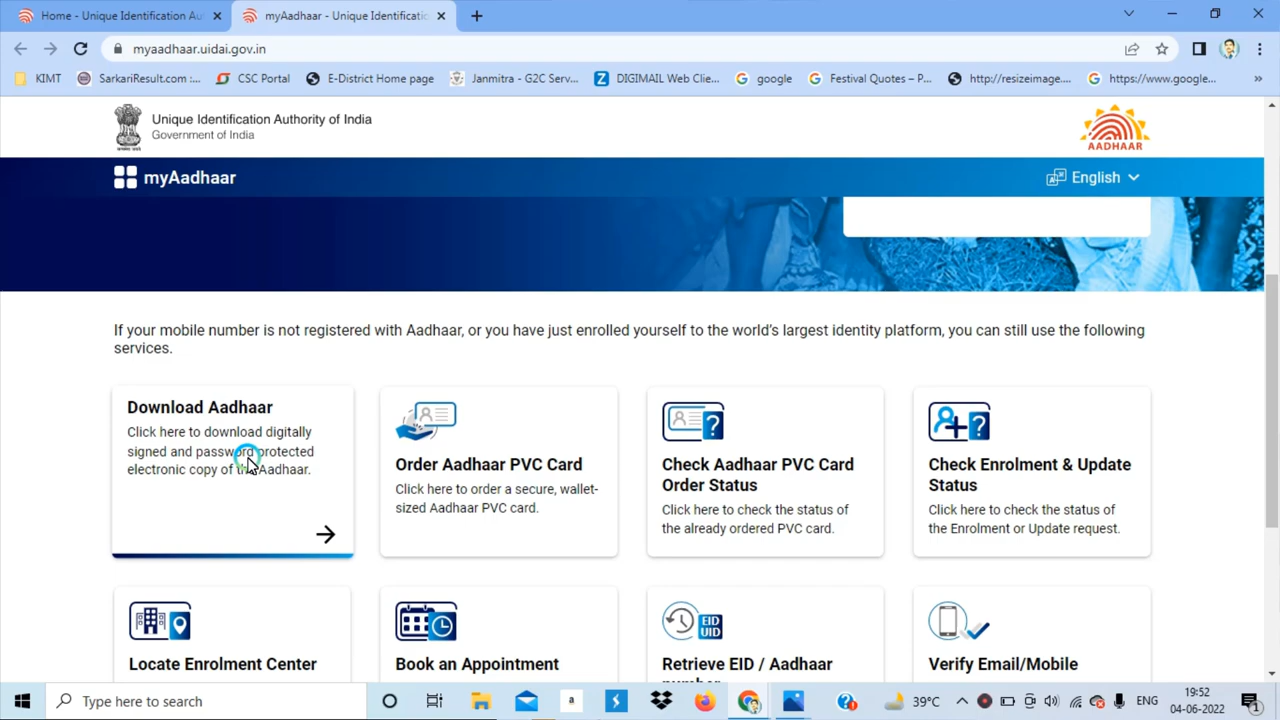 Home - Unique Identification Au
myAadhaar - Unique Identificatio
myaadhaar.uidai.gov.in
KIMT
SarkariResult.com :...
CSC Portal
E-District Home page
Janmitra - G2C Serv...
DIGIMAIL Web Clie...
google
Festival Quotes – P...
http://resizeimage....
https://www.google...
»
Unique Identification Authority of India
Government of India
AADHAAR
myAadhaar
English
If your mobile number is not registered with Aadhaar, or you have just enrolled yourself to the world's largest identity platform, you can still use the following
services.
Download Aadhaar
Click here to download digitally
signed and password protected
electronic copy of Aadhaar.
Order Aadhaar PVC Card
Click here to order a secure, wallet-
sized Aadhaar PVC card.
Check Aadhaar PVC Card
Order Status
Click here to check the status of
the already ordered PVC card.
Check Enrolment & Update
Status
Click here to check the status of
the Enrolment or Update request.
Locate Enrolment Center
Book an Appointment
EID
UID
Retrieve EID / Aadhaar
number
Verify Email/Mobile
Type here to search
a
39°C
ENG
19:52
04-06-2022
1